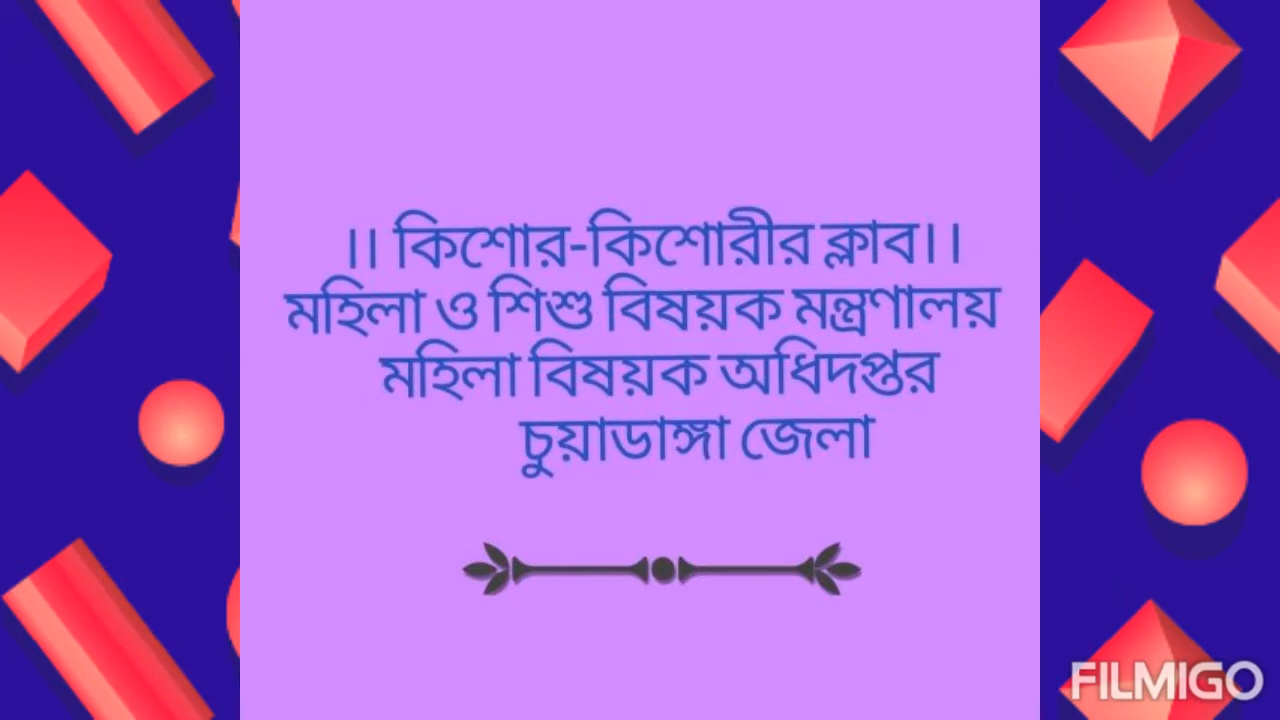 ।। কিশোর-কিশোরীর ক্লাব।।
মহিলা ও শিশু বিষয়ক মন্ত্রণালয়
মহিলা বিষয়ক অধিদপ্তর
চুয়াডাঙ্গা জেলা
FILMIGO